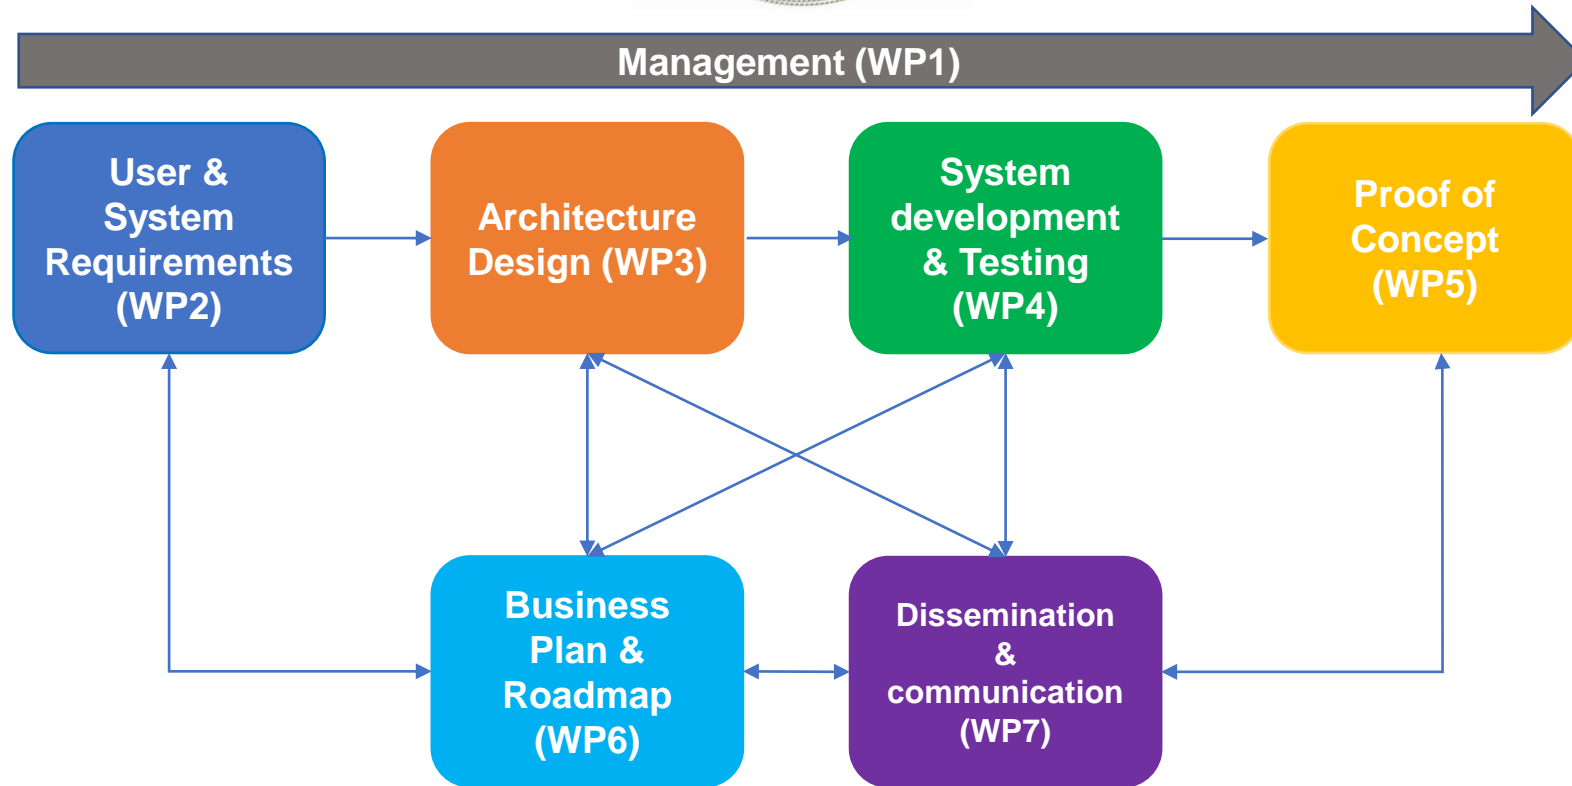 Management (WP1)
User &
System
Requirements
(WP2)
Architecture
Design (WP3)
System
development
& Testing
(WP4)
Proof of
Concept
(WP5)
Business
Plan &
Roadmap
(WP6)
Dissemination
&
communication
(WP7)